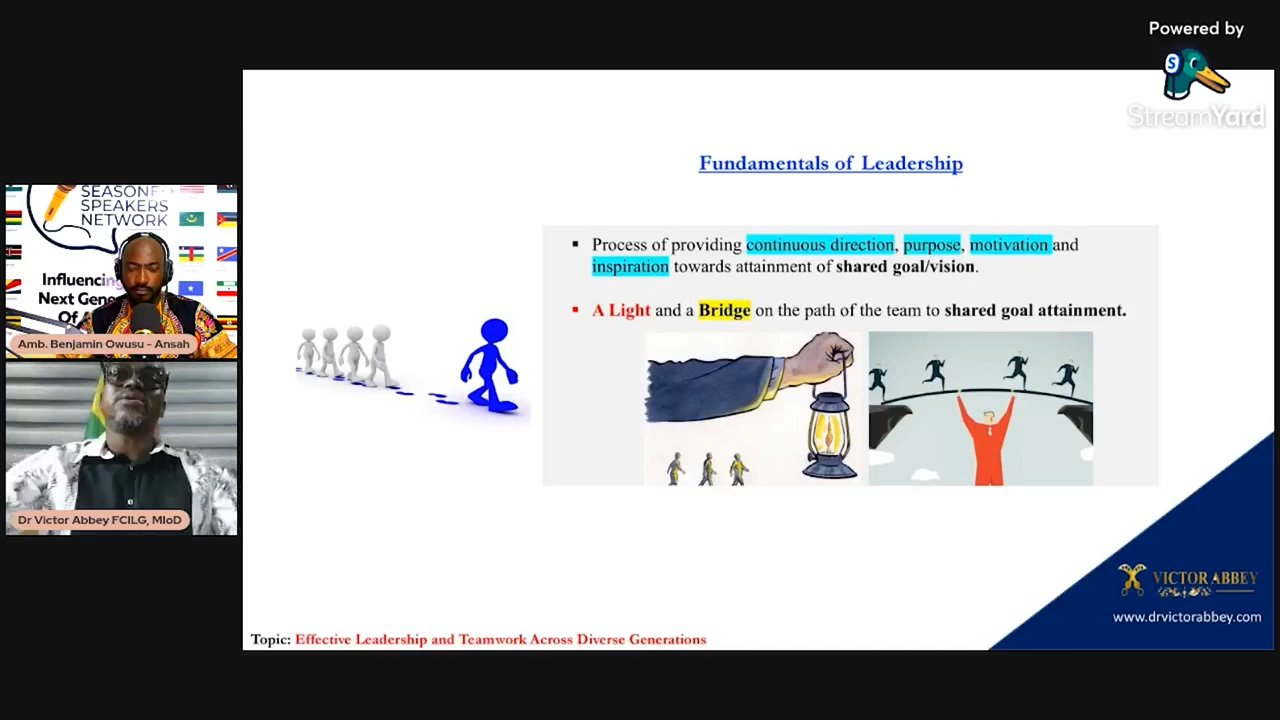 Powered by
S
StreamYard
Fundamentals of Leadership
Process of providing continuous direction, purpose, motivation and
inspiration towards attainment of shared goal/vision.
A Light and a Bridge on the path of the team to shared goal attainment.
SEASONED
SPEAKERS
NETWORK
Influencing
Next
Of
Amb. Benjamin Owusu - Ansah
Dr Victor Abbey FCILG, MIoD
VICTOR ABBEY
www.drvictorabbey.com
Topic: Effective Leadership and Teamwork Across Diverse Generations